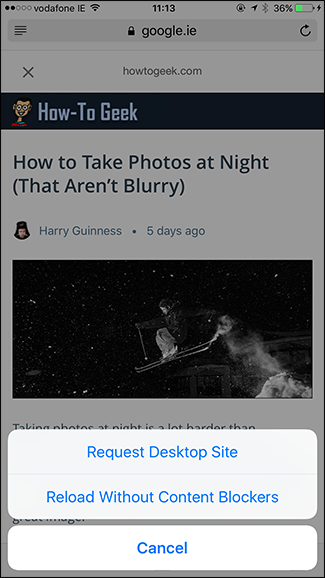 vodafone IE 11:13 36%
google.ie
howtogeek.com
How-To Geek
How to Take Photos at Night
(That Aren't Blurry)
Harry Guinness • 5 days ago
Taking photos at night is a lot harder than
Request Desktop Site
Reload Without Content Blockers
great image.
Cancel